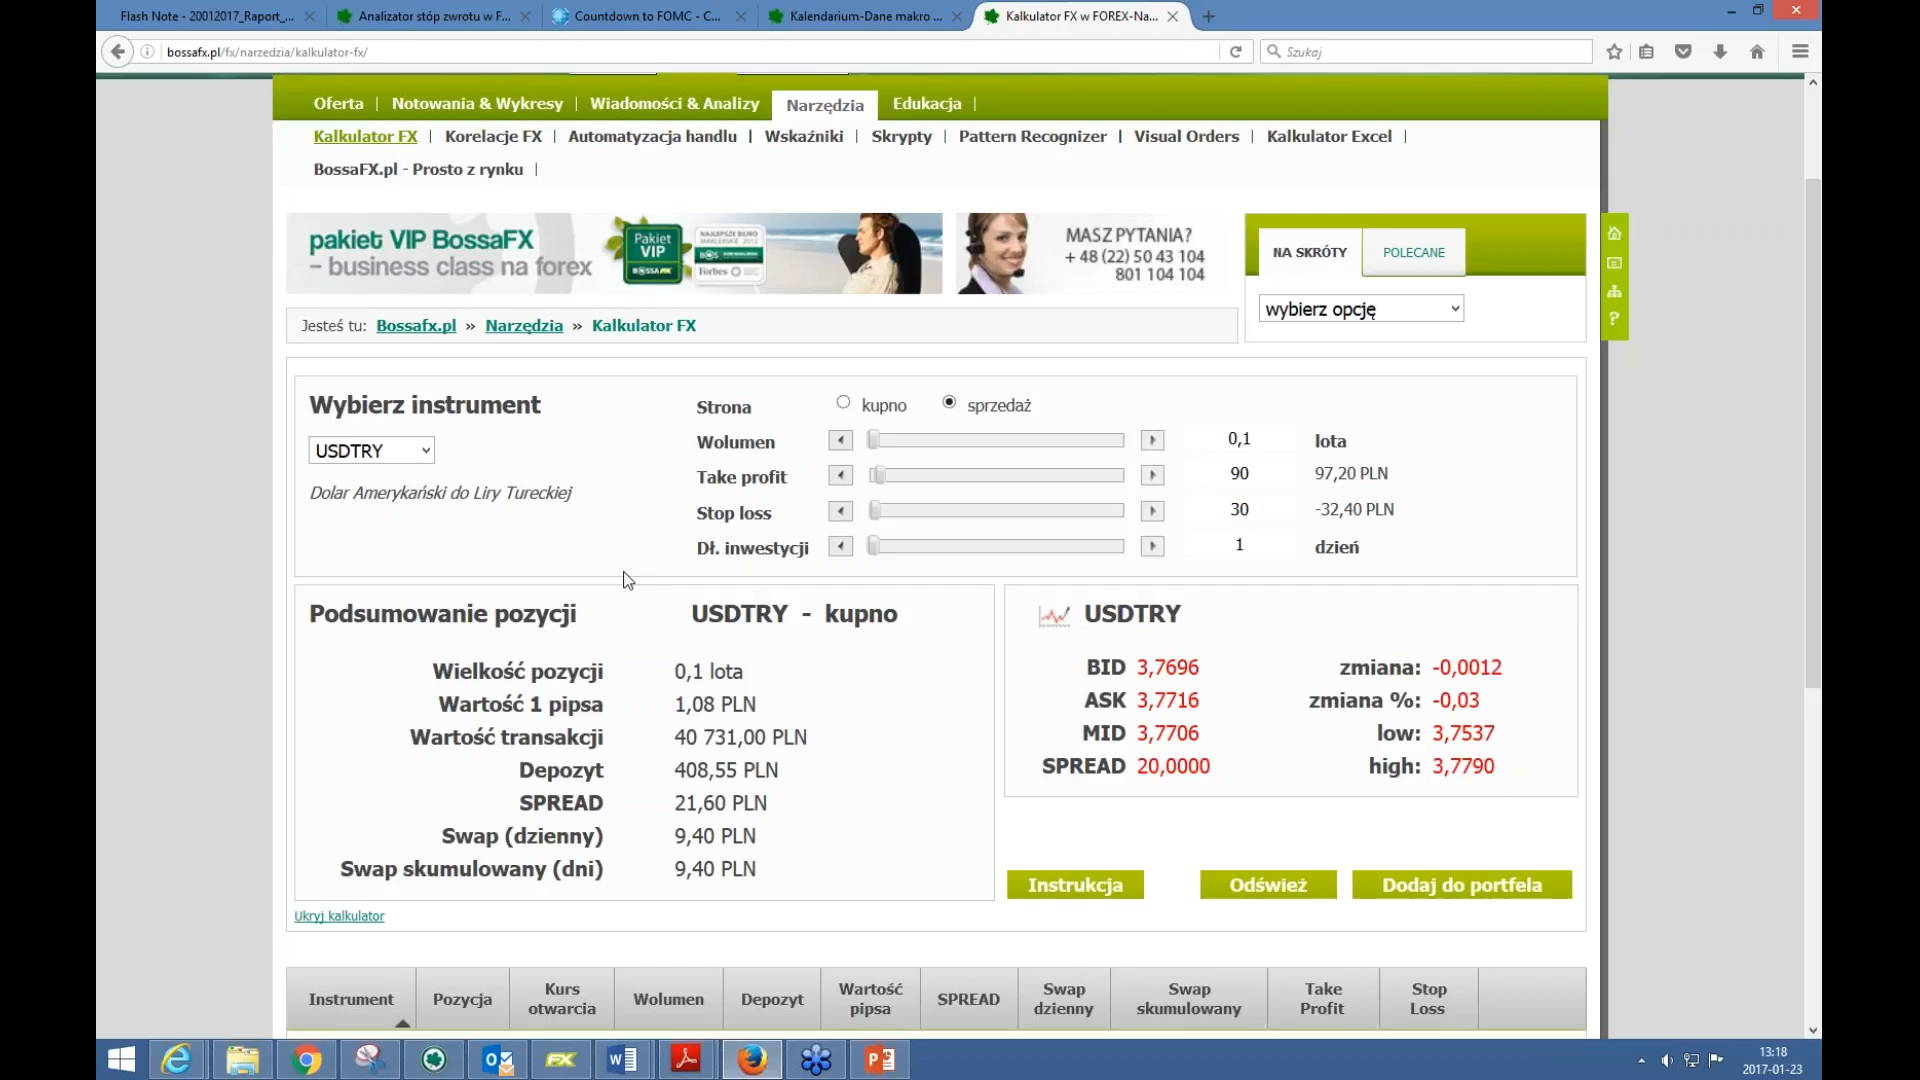 Flash Note - 20012017_Raport_...
Analizator stóp zwrotu w F...
Countdown to FOMC - C...
Kalendarium-Dane makro ...
Kalkulator FX w FOREX-Na...
bossafx.pl/fx/narzedzia/kalkulator-fx/
Szukaj
Oferta | Notowania & Wykresy | Wiadomości & Analizy Narzędzia Edukacja |
Kalkulator FX | Korelacje FX | Automatyzacja handlu | Wskaźniki | Skrypty | Pattern Recognizer | Visual Orders | Kalkulator Excel |
BossaFX.pl - Prosto z rynku |
pakiet VIP BossaFX
– business class na forex
Pakiet
VIP
BOSSAFX
NAJLEPSZE BIURO
MAKLERSKIE 2012
Forbes
MASZ PYTANIA?
+ 48 (22) 50 43 104
801 104 104
NA SKRÓTY
POLECANE
wybierz opcję
Jesteś tu: Bossafx.pl » Narzędzia » Kalkulator FX
Wybierz instrument
USDTRY
Dolar Amerykański do Liry Tureckiej
Strona kupno sprzedaż
Wolumen 0,1 lota
Take profit 90 97,20 PLN
Stop loss 30 -32,40 PLN
Dł. inwestycji 1 dzień
Podsumowanie pozycji USDTRY - kupno
Wielkość pozycji 0,1 lota
Wartość 1 pipsa 1,08 PLN
Wartość transakcji 40 731,00 PLN
Depozyt 408,55 PLN
SPREAD 21,60 PLN
Swap (dzienny) 9,40 PLN
Swap skumulowany (dni) 9,40 PLN
USDTRY
BID 3,7696 zmiana: -0,0012
ASK 3,7716 zmiana %: -0,03
MID 3,7706 low: 3,7537
SPREAD 20,0000 high: 3,7790
Instrukcja
Odśwież
Dodaj do portfela
Ukryj kalkulator
Instrument
Pozycja
Kurs
otwarcia
Wolumen
Depozyt
Wartość
pipsa
SPREAD
Swap
dzienny
Swap
skumulowany
Take
Profit
Stop
Loss
13:18
2017-01-23